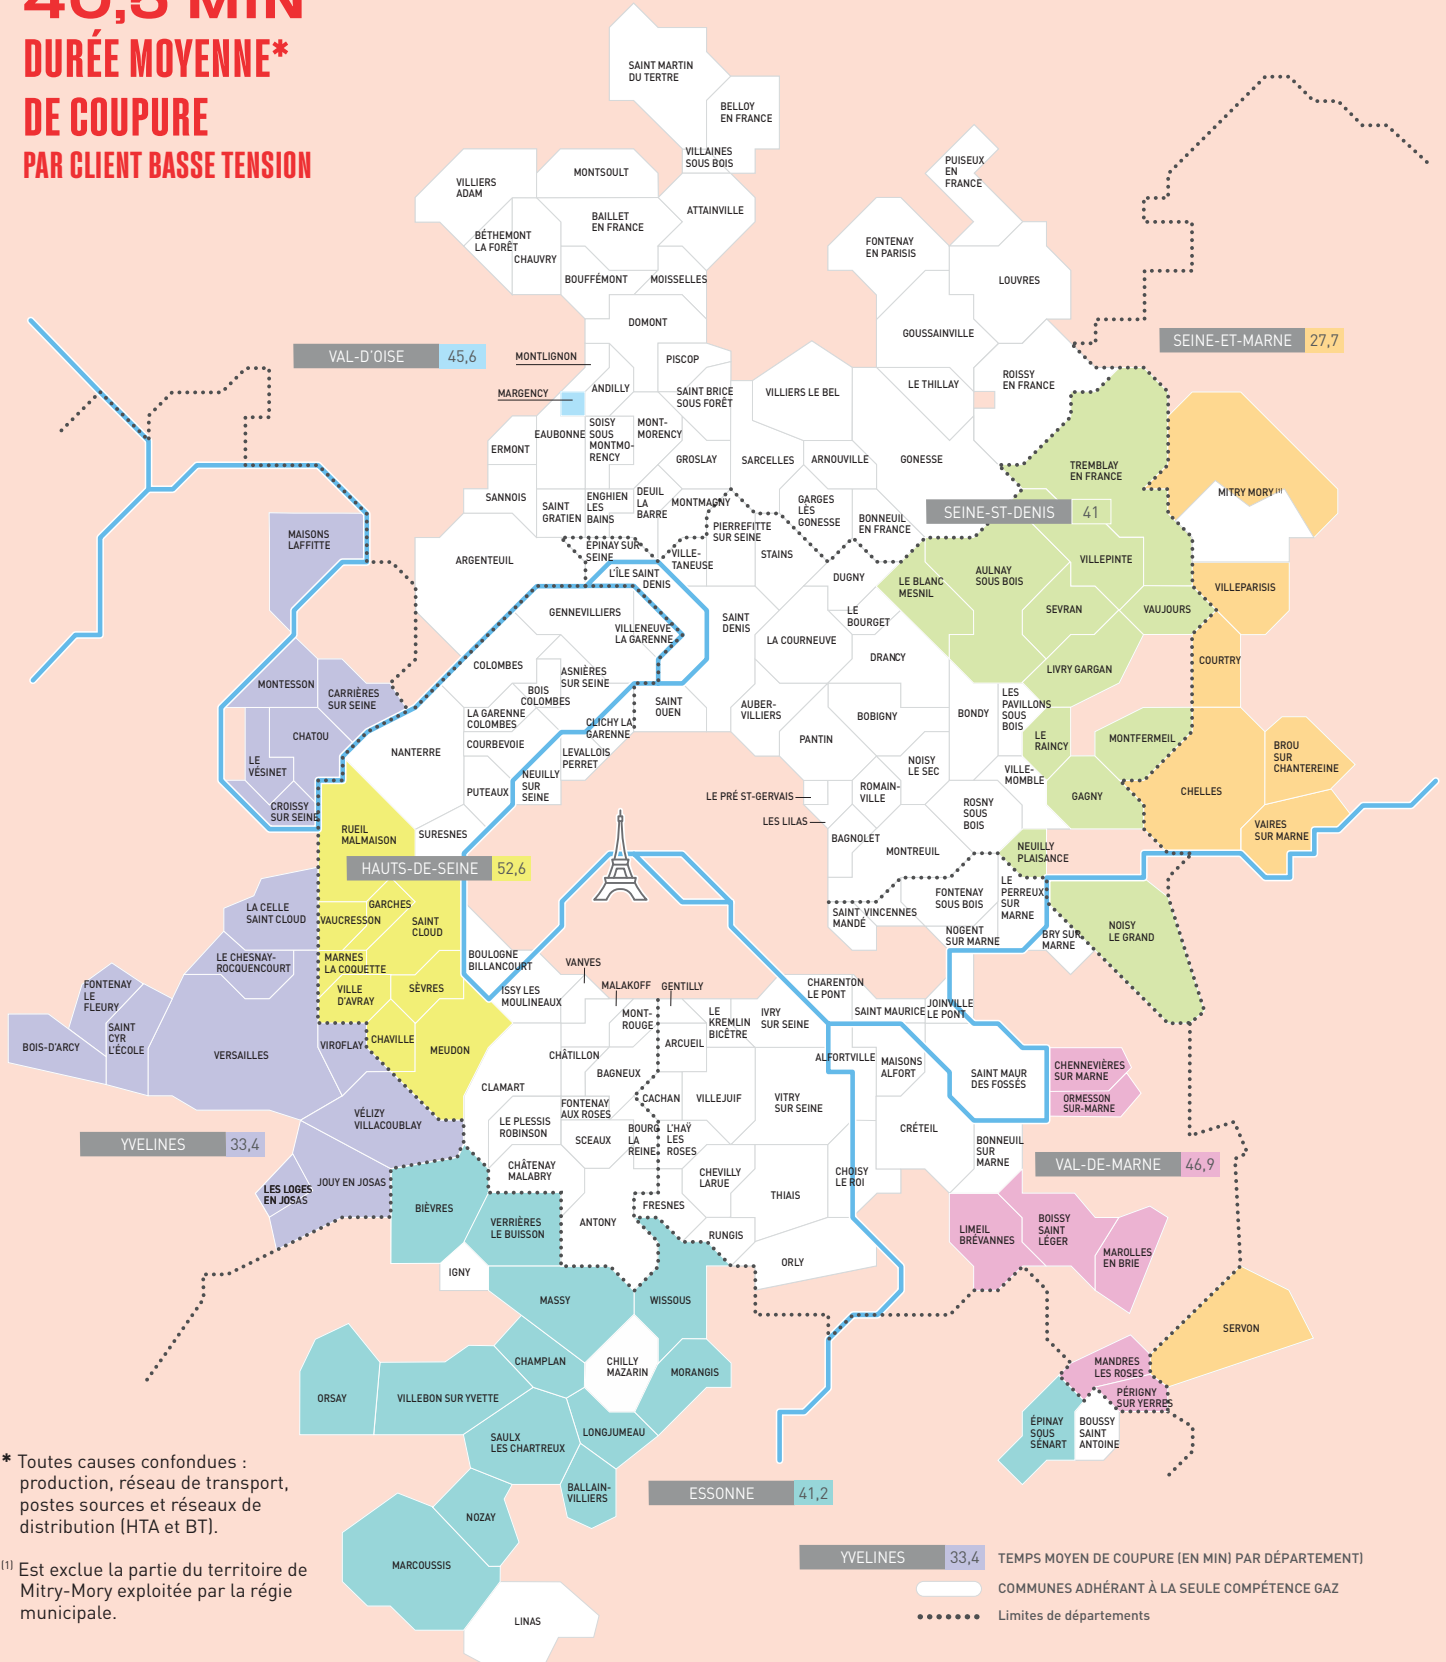 40,5 MIN
DURÉE MOYENNE*
DE COUPURE
PAR CLIENT BASSE TENSION
SAINT MARTIN
DU TERTRE
BELLOY
EN FRANCE
VILLAINES
SOUS BOIS
PUISEUX
EN
FRANCE
VILLIERS
ADAM
MONTSOULT
BAILLET
EN FRANCE
ATTAINVILLE
BÉTHEMONT
LA FORÊT
CHAUVRY
FONTENAY
EN PARISIS
BOUFFÉMONT
MOISSELLES
LOUVRES
DOMONT
GOUSSAINVILLE
VAL-D'OISE 45,6
MONTLIGNON
PISCOP
SEINE-ET-MARNE 27,7
MARGENCY
ANDILLY
SAINT BRICE
SOUS FORÊT
VILLIERS LE BEL
LE THILLAY
ROISSY
EN FRANCE
EAUBONNE
SOISY
SOUS
MONTMO-
RENCY
MONT-
MORENCY
ERMONT
GROSLAY
SARCELLES
ARNOUVILLE
GONESSE
TREMBLAY
EN FRANCE
MITRY MORY (1)
SANNOIS
SAINT
GRATIEN
ENGHIEN
LES
BAINS
DEUIL
LA
BARRE
MONTMAGNY
GARGES
LÈS
GONESSE
BONNEUIL
EN FRANCE
SEINE-ST-DENIS 41
PIERREFITTE
SUR SEINE
MAISONS
LAFFITTE
ARGENTEUIL
ÉPINAY SUR
SEINE
VILLE-
TANEUSE
STAINS
L'ÎLE SAINT
DENIS
DUGNY
LE BLANC
MESNIL
AULNAY
SOUS BOIS
VILLEPINTE
VILLEPARISIS
GENNEVILLIERS
VILLENEUVE
LA GARENNE
SAINT
DENIS
LE
BOURGET
SEVRAN
VAUJOURS
LA COURNEUVE
DRANCY
COLOMBES
ASNIÈRES
SUR SEINE
LIVRY GARGAN
COURTRY
MONTESSON
CARRIÈRES
SUR SEINE
BOIS
COLOMBES
SAINT
OUEN
AUBER-
VILLIERS
BOBIGNY
BONDY
LES
PAVILLONS
SOUS
BOIS
LA GARENNE
COLOMBES
CLICHY LA
GARENNE
CHATOU
NANTERRE
COURBEVOIE
LEVALLOIS
PERRET
PANTIN
LE
RAINCY
MONTFERMEIL
BROU
SUR
CHANTEREINE
LE
VÉSINET
NEUILLY
SUR
SEINE
NOISY
LE SEC
VILLE-
MOMBLE
PUTEAUX
LE PRÉ ST-GERVAIS
ROMAIN-
VILLE
GAGNY
CHELLES
CROISSY
SUR SEINE
LES LILAS
ROSNY
SOUS
BOIS
VAIRES
SUR MARNE
RUEIL
MALMAISON
SURESNES
BAGNOLET
MONTREUIL
NEUILLY
PLAISANCE
HAUTS-DE-SEINE 52,6
LA CELLE
SAINT CLOUD
VAUCRESSON
GARCHES
SAINT
CLOUD
SAINT
MANDÉ
VINCENNES
FONTENAY
SOUS BOIS
LE
PERREUX
SUR
MARNE
NOGENT
SUR MARNE
BRY SUR
MARNE
NOISY
LE GRAND
LE CHESNAY-
ROCQUENCOURT
MARNES
LA COQUETTE
BOULOGNE
BILLANCOURT
VANVES
MALAKOFF
GENTILLY
CHARENTON
LE PONT
FONTENAY
LE
FLEURY
VILLE
D'AVRAY
SÈVRES
ISSY LES
MOULINEAUX
MONT-
ROUGE
LE
KREMLIN
BICÊTRE
IVRY
SUR SEINE
SAINT MAURICE
JOINVILLE
LE PONT
SAINT
CYR
L'ÉCOLE
BOIS-D'ARCY
VERSAILLES
VIROFLAY
CHAVILLE
MEUDON
CHÂTILLON
ARCUEIL
ALFORTVILLE
MAISONS
ALFORT
SAINT MAUR
DES FOSSÉS
CHENNEVIÈRES
SUR MARNE
BAGNEUX
CLAMART
CACHAN
VILLEJUIF
VITRY
SUR SEINE
ORMESSON
SUR-MARNE
VÉLIZY
VILLACOUBLAY
LE PLESSIS
ROBINSON
FONTENAY
AUX ROSES
SCEAUX
BOURG
LA
REINE
L'HAŸ
LES
ROSES
CRÉTEIL
BONNEUIL
SUR
MARNE
YVELINES 33,4
VAL-DE-MARNE 46,9
LES LOGES
EN JOSAS
JOUY EN JOSAS
CHÂTENAY
MALABRY
CHEVILLY
LARUE
THIAIS
CHOISY
LE ROI
BIÈVRES
VERRIÈRES
LE BUISSON
ANTONY
FRESNES
RUNGIS
ORLY
LIMEIL
BRÉVANNES
BOISSY
SAINT
LÉGER
MAROLLES
EN BRIE
IGNY
MASSY
WISSOUS
SERVON
CHAMPLAN
CHILLY
MAZARIN
MORANGIS
MANDRES
LES ROSES
ORSAY
VILLEBON SUR YVETTE
PÉRIGNY
SUR YERRES
SAULX
LES CHARTREUX
LONGJUMEAU
ÉPINAY
SOUS
SÉNART
BOUSSY
SAINT
ANTOINE
BALLAIN-
VILLIERS
ESSONNE 41,2
NOZAY
MARCOUSSIS
LINAS
* Toutes causes confondues :
production, réseau de transport,
postes sources et réseaux de
distribution (HTA et BT).
(1) Est exclue la partie du territoire de
Mitry-Mory exploitée par la régie
municipale.
YVELINES 33,4 TEMPS MOYEN DE COUPURE (EN MIN) PAR DÉPARTEMENT)
COMMUNES ADHÉRANT À LA SEULE COMPÉTENCE GAZ
Limites de départements